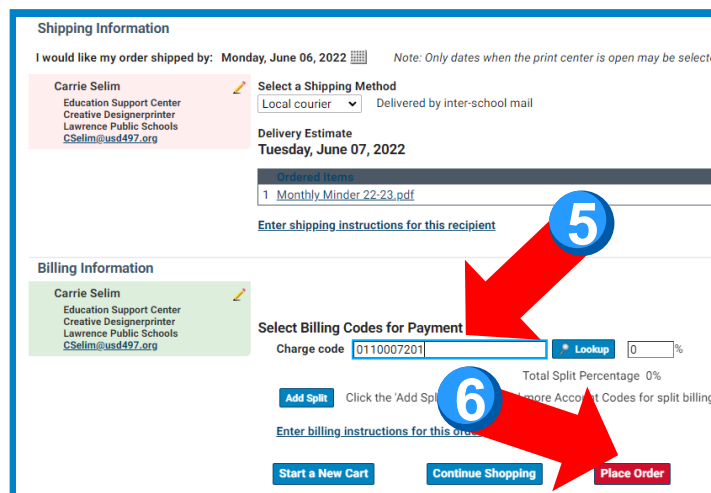 Shipping Information
I would like my order shipped by: Monday, June 06, 2022 Note: Only dates when the print center is open may be
Carrie Selim
Education Support Center
Creative Designerprinter
Lawrence Public Schools
CSelim@usd497.org
Select a Shipping Method
Local courier Delivered by inter-school mail
Delivery Estimate
Tuesday, June 07, 2022
Ordered Items
1 Monthly Minder 22-23.pdf
Enter shipping instructions for this recipient
5
Billing Information
Carrie Selim
Education Support Center
Creative Designerprinter
Lawrence Public Schools
CSelim@usd497.org
Select Billing Codes for Payment
Charge code 0110007201 Lookup 0 %
Total Split Percentage 0%
Add Split Click the 'Add more Account Codes for split billing
6
Enter billing instructions for this
Start a New Cart Continue Shopping Place Order